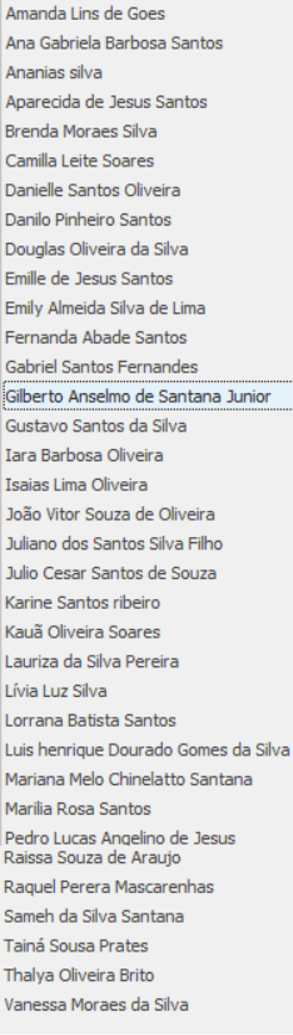 Amanda Lins de Goes
Ana Gabriela Barbosa Santos
Ananias silva
Aparecida de Jesus Santos
Brenda Moraes Silva
Camilla Leite Soares
Danielle Santos Oliveira
Danilo Pinheiro Santos
Douglas Oliveira da Silva
Emille de Jesus Santos
Emily Almeida Silva de Lima
Fernanda Abade Santos
Gabriel Santos Fernandes
Gilberto Anselmo de Santana Junior
Gustavo Santos da Silva
Iara Barbosa Oliveira
Isaias Lima Oliveira
João Vitor Souza de Oliveira
Juliano dos Santos Silva Filho
Julio Cesar Santos de Souza
Karine Santos ribeiro
Kauã Oliveira Soares
Lauriza da Silva Pereira
Lívia Luz Silva
Lorrana Batista Santos
Luis henrique Dourado Gomes da Silva
Mariana Melo Chinelatto Santana
Marilia Rosa Santos
Pedro Lucas Angelino de Jesus
Raissa Souza de Araujo
Raquel Perera Mascarenhas
Sameh da Silva Santana
Tainá Sousa Prates
Thalya Oliveira Brito
Vanessa Moraes da Silva